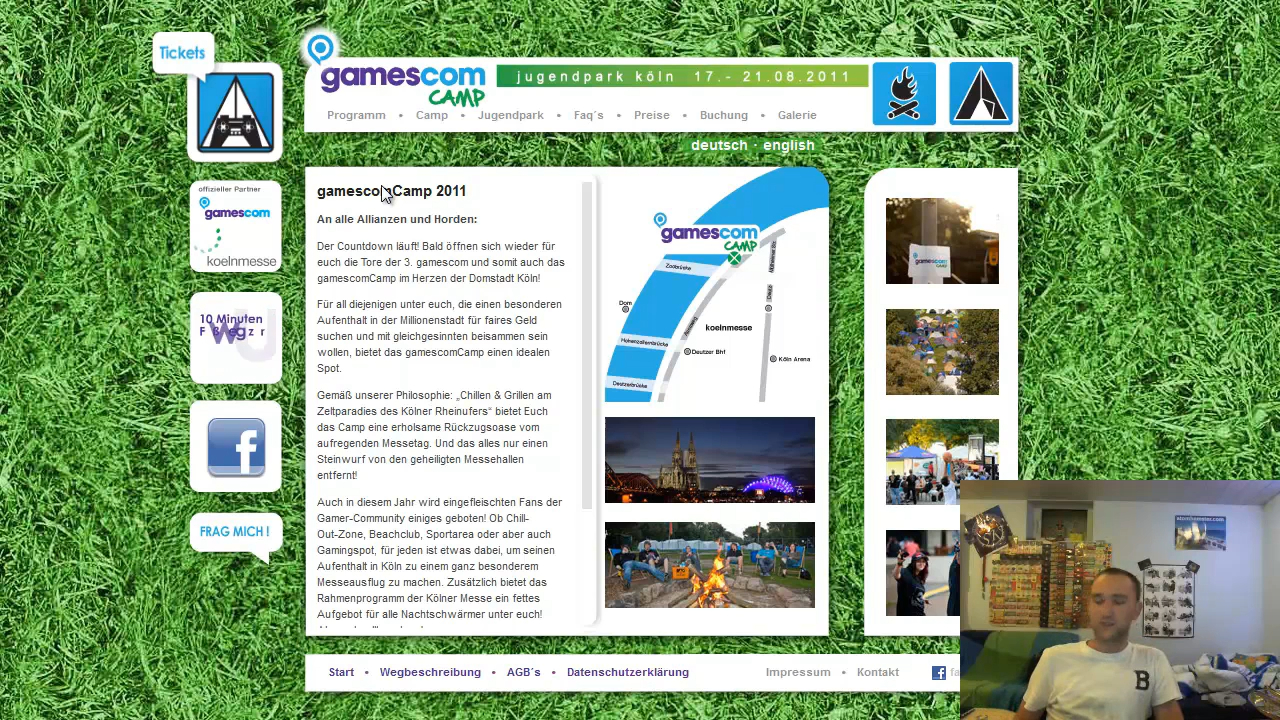 Tickets
gamescom
CAMP
jugendpark köln 17.- 21.08.2011
Programm • Camp • Jugendpark • Faq´s • Preise • Buchung • Galerie
deutsch · english
offizieller Partner
gamescom
koelnmesse
10 Minuten
FRAG MICH !
gamescomCamp 2011
An alle Allianzen und Horden:
Der Countdown läuft! Bald öffnen sich wieder für
euch die Tore der 3. gamescom und somit auch das
gamescomCamp im Herzen der Domstadt Köln!
Für all diejenigen unter euch, die einen besonderen
Aufenthalt in der Millionenstadt für faires Geld
suchen und mit gleichgesinnten beisammen sein
wollen, bietet das gamescomCamp einen idealen
Spot.
Gemäß unserer Philosophie: „Chillen & Grillen am
Zeltparadies des Kölner Rheinufers“ bietet Euch
das Camp eine erholsame Rückzugsoase vom
aufregenden Messetag. Und das alles nur einen
Steinwurf von den geheiligten Messehallen
entfernt!
Auch in diesem Jahr wird eingefleischten Fans der
Gamer-Community einiges geboten! Ob Chill-
Out-Zone, Beachclub, Sportarea oder aber auch
Gamingspot, für jeden ist etwas dabei, um seinen
Aufenthalt in Köln zu einem ganz besonderem
Messeausflug zu machen. Zusätzlich bietet das
Rahmenprogramm der Kölner Messe ein fettes
Aufgebot für alle Nachtschwärmer unter euch!
gamescom
CAMP
Zoobrücke
Dom
Deutz
koelnmesse
Hohenzollernbrücke
Deutzer Bhf
Köln Arena
Deutzerbrücke
B
Start • Wegbeschreibung • AGB´s • Datenschutzerklärung
Impressum • Kontakt